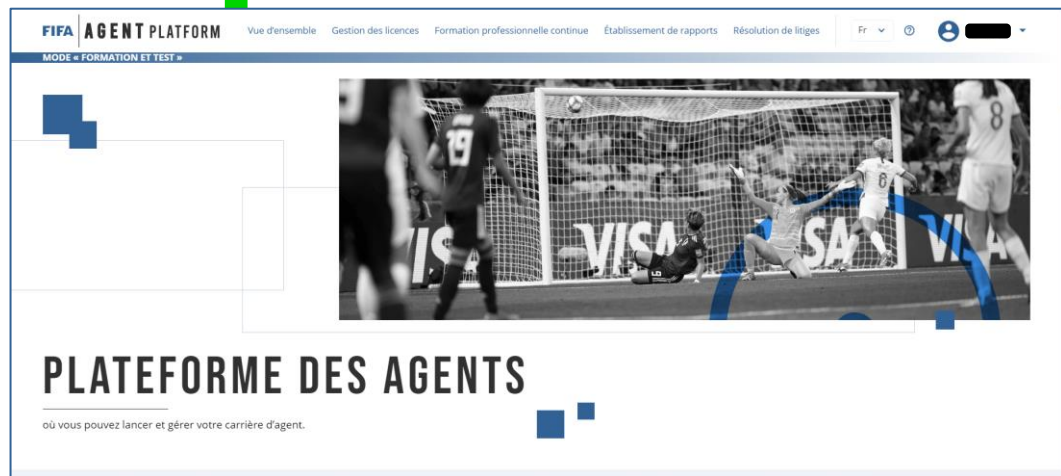 FIFA AGENT PLATFORM Vue d'ensemble Gestion des licences Formation professionnelle continue Établissement de rapports Résolution de litiges Fr
MODE « FORMATION ET TEST »
19
8
8
VISA VISA VISA
16
PLATEFORME DES AGENTS
où vous pouvez lancer et gérer votre carrière d'agent.